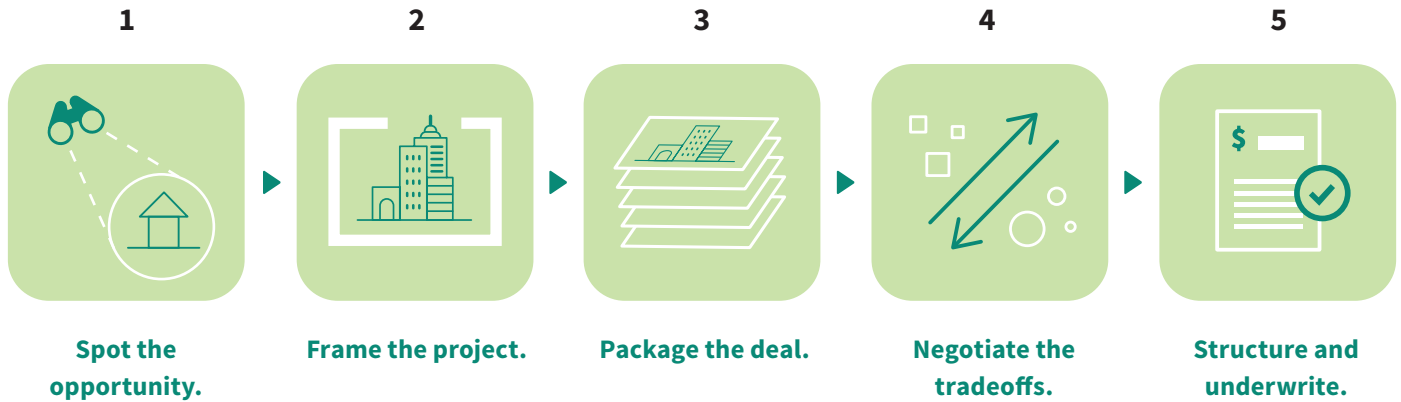 1
2
3
4
5
$
Spot the
opportunity.
Frame the project.
Package the deal.
Negotiate the
tradeoffs.
Structure and
underwrite.